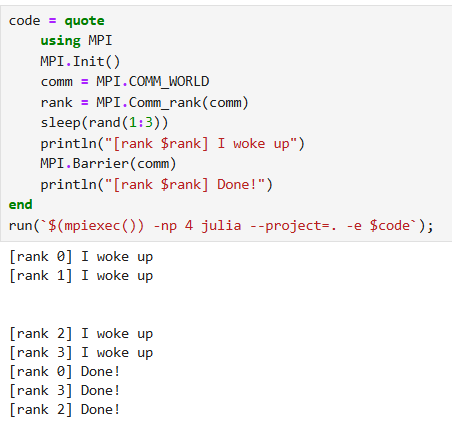 code = quote
    using MPI
    MPI.Init()
    comm = MPI.COMM_WORLD
    rank = MPI.Comm_rank(comm)
    sleep(rand(1:3))
    println("[rank $rank] I woke up")
    MPI.Barrier(comm)
    println("[rank $rank] Done!")
end
run(`$(mpiexec()) -np 4 julia --project=. -e $code`);
[rank 0] I woke up
[rank 1] I woke up
[rank 2] I woke up
[rank 3] I woke up
[rank 0] Done!
[rank 3] Done!
[rank 2] Done!